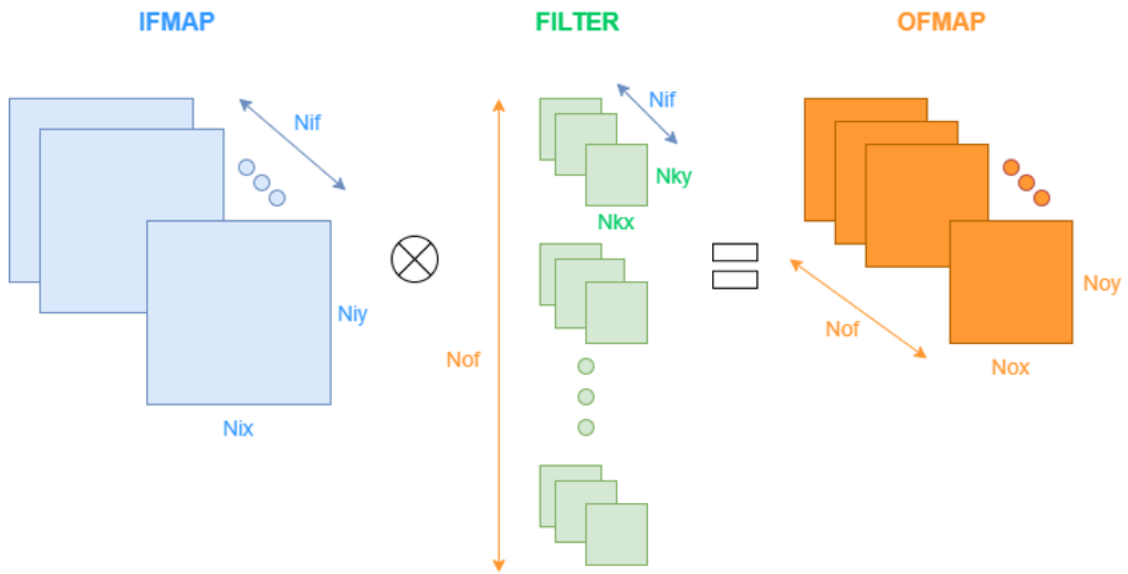 IFMAP
FILTER
OFMAP
Nif
Nif
Nky
Nkx
Niy
Nix
Nof
Noy
Nof
Nox